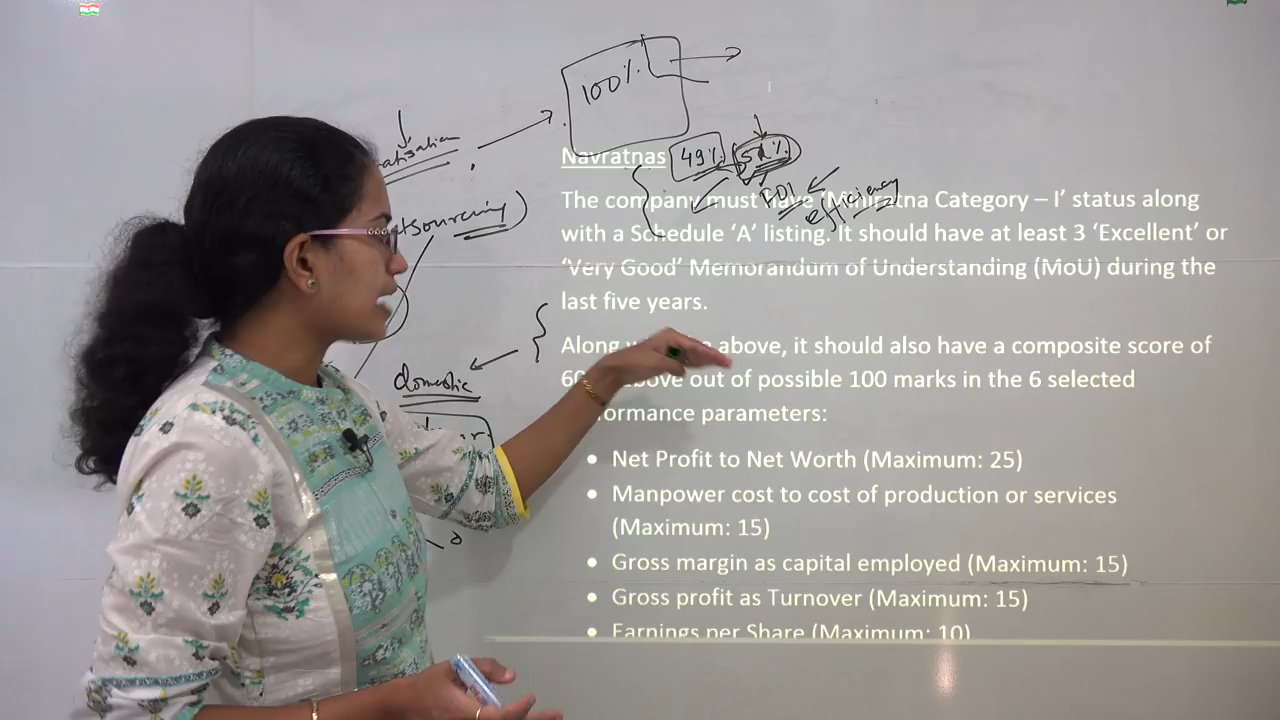 100%
Navratnas
49% 51%
FDI
efficiency
The company must have 'Miniratna Category – I' status along
with a Schedule 'A' listing. It should have at least 3 'Excellent' or
'Very Good' Memorandum of Understanding (MoU) during the
last five years.
Along above, it should also have a composite score of
60 above out of possible 100 marks in the 6 selected
formance parameters:
domestic
• Net Profit to Net Worth (Maximum: 25)
• Manpower cost to cost of production or services
(Maximum: 15)
• Gross margin as capital employed (Maximum: 15)
• Gross profit as Turnover (Maximum: 15)
• Earnings per Share (Maximum: 10)